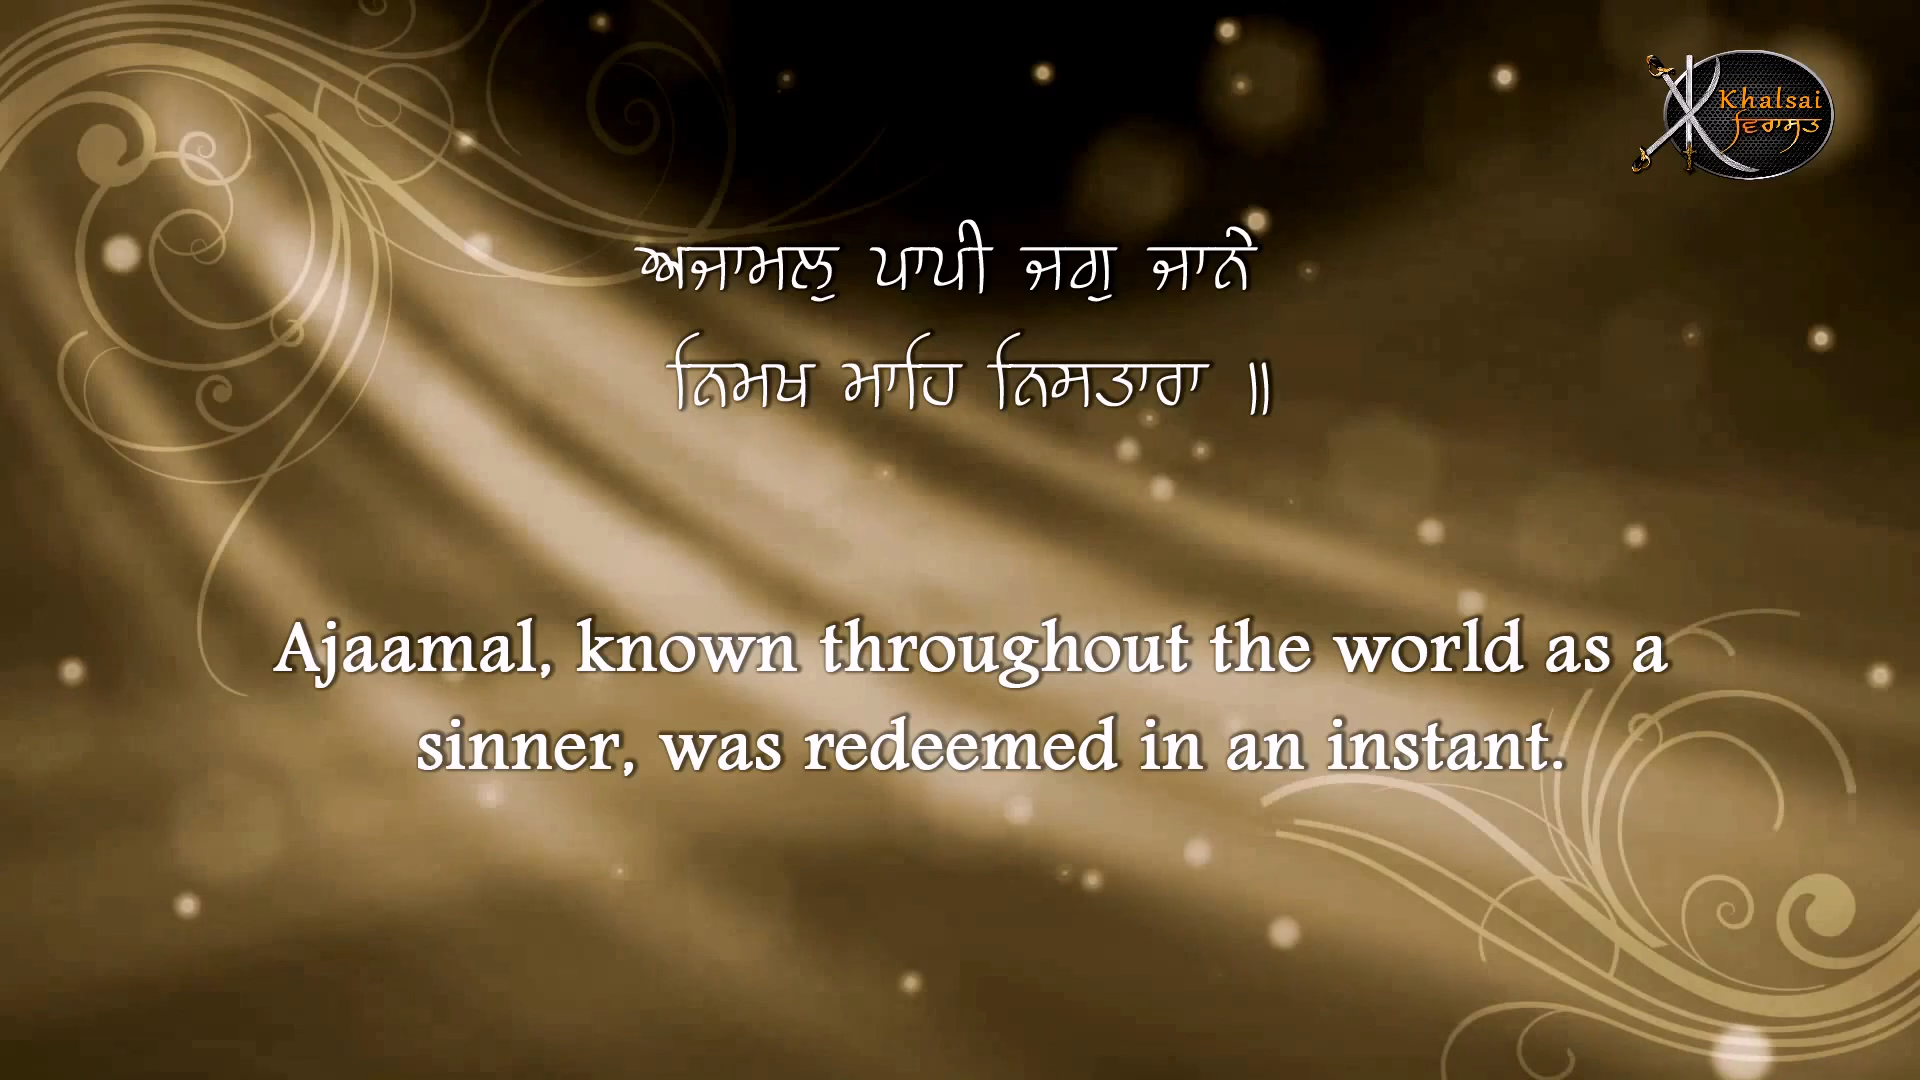 Khalsai
ਵਿਰਾਸਤ
ਅਜਾਮਲੁ ਪਾਪੀ ਜਗੁ ਜਾਨੇ
ਨਿਮਖ ਮਾਹਿ ਨਿਸਤਾਰਾ ॥
Ajaamal, known throughout the world as a
sinner, was redeemed in an instant.